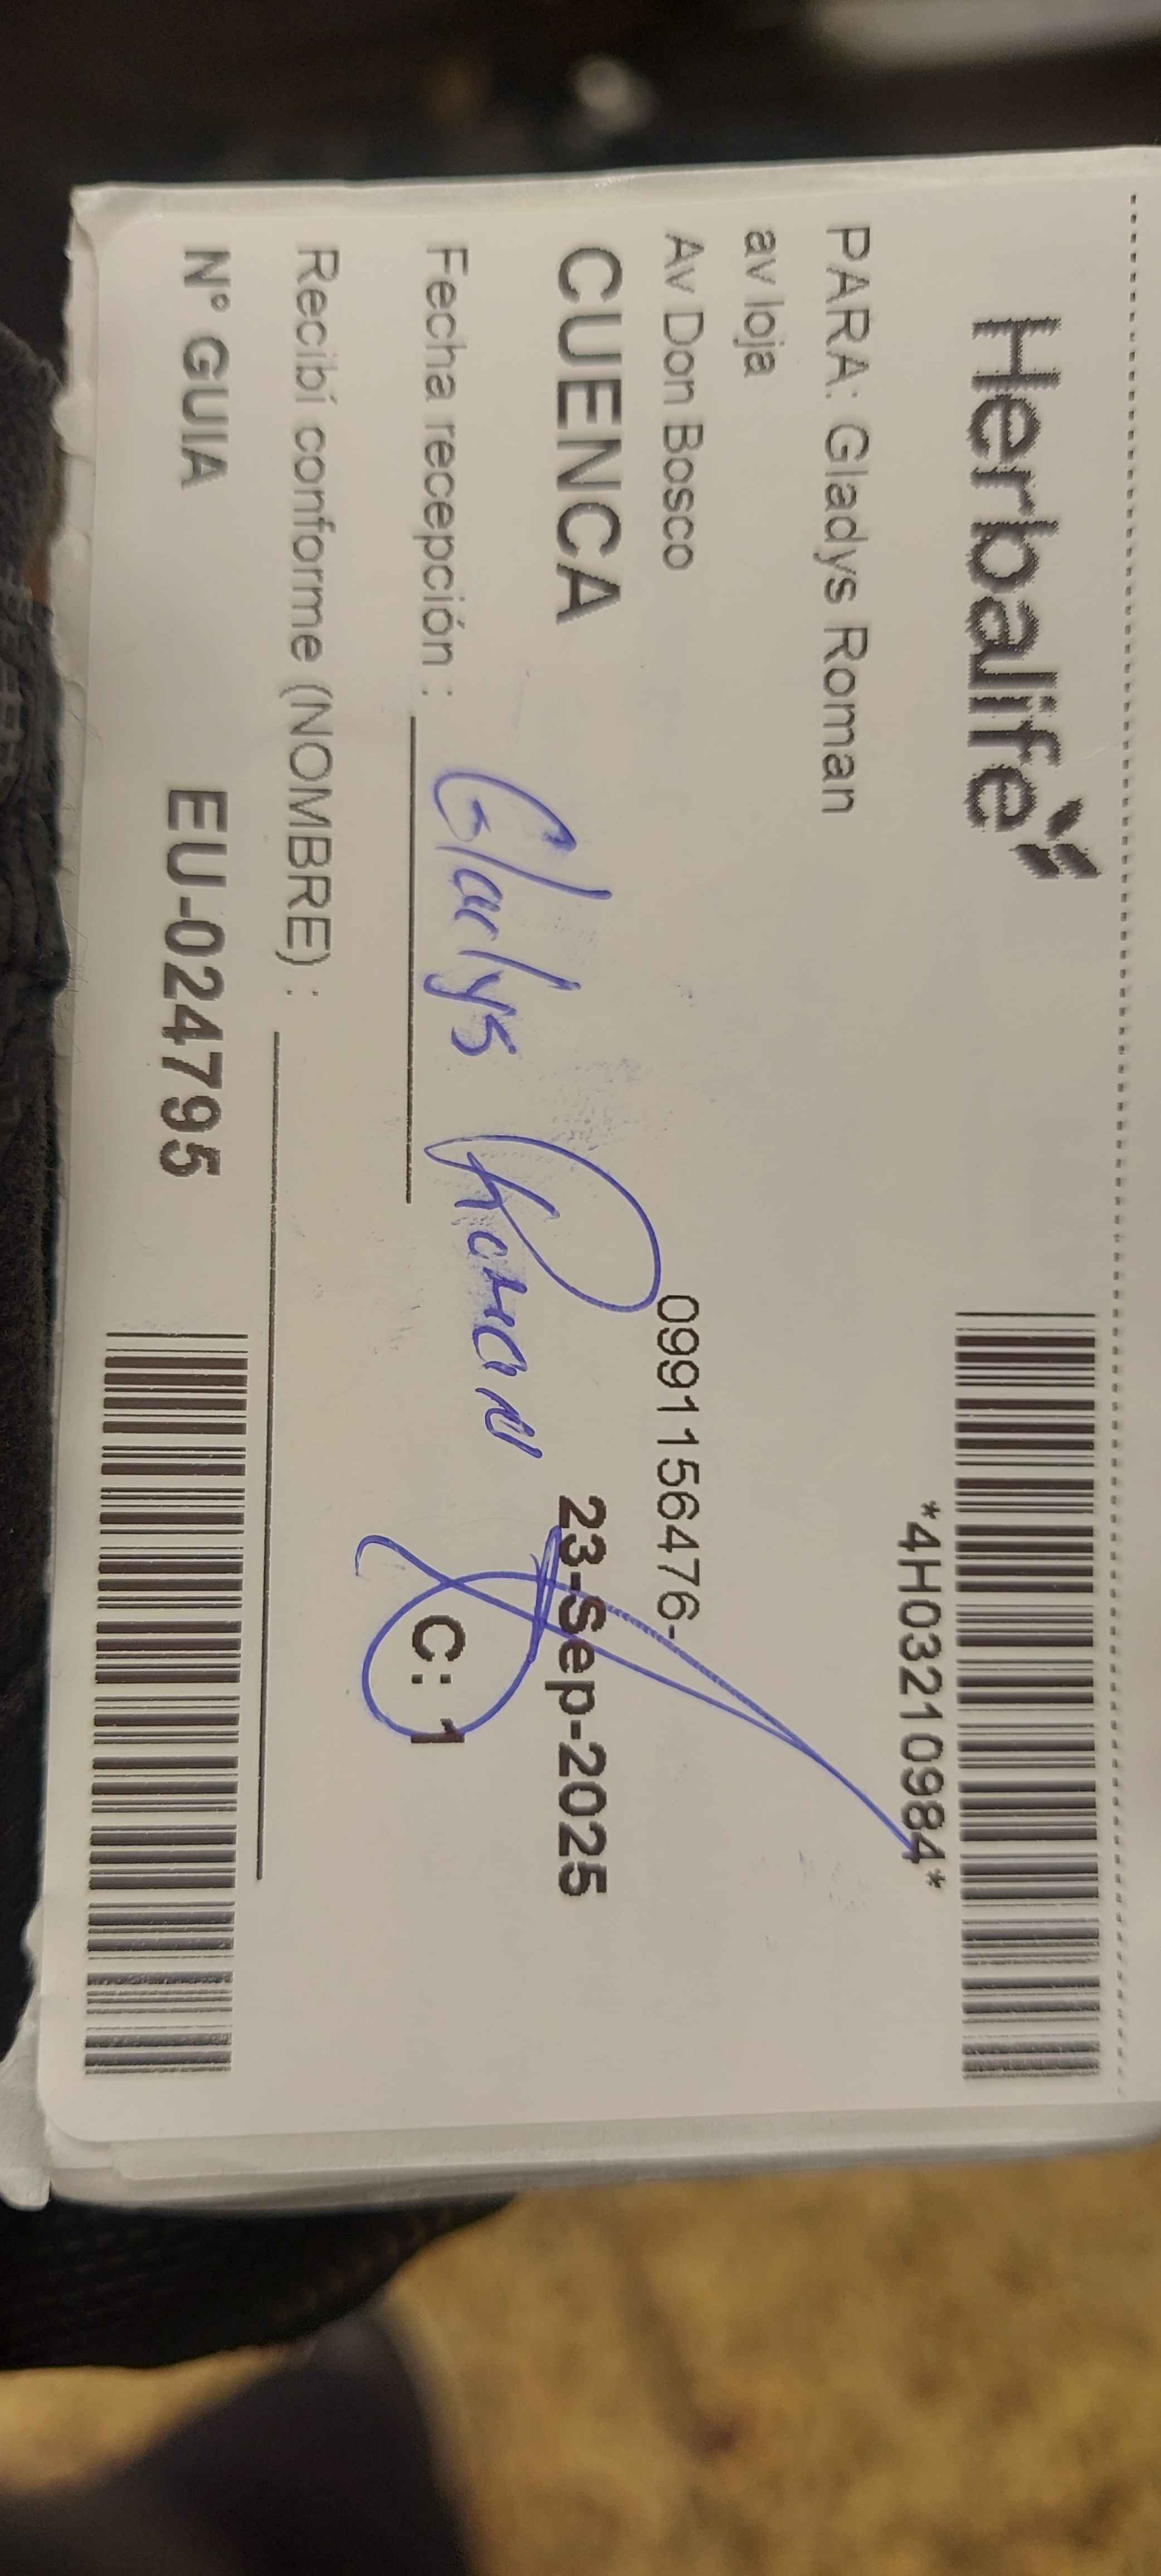 Herbalife
*4H03210984*
PARA: Gladys Roman
av loja
Av Don Bosco 0991156476-
CUENCA 23-Sep-2025
Fecha recepción : Gladys Roman C: 1
Recibí conforme (NOMBRE) :
N° GUIA EU-024795